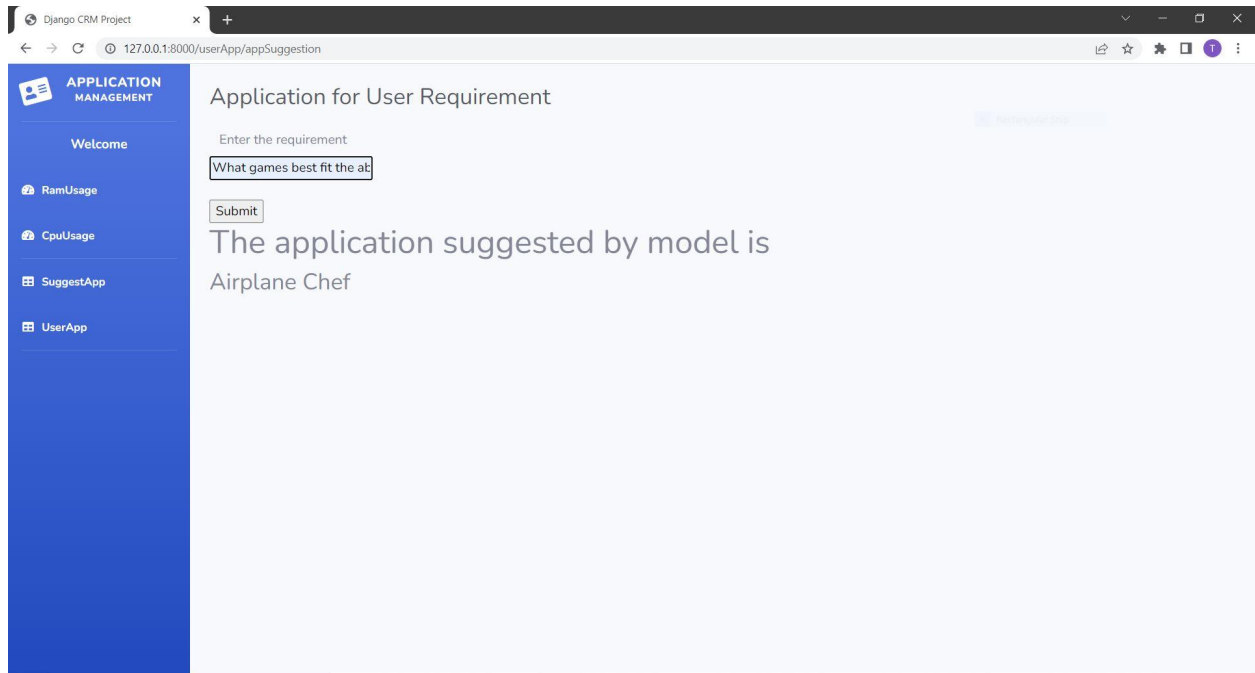 Django CRM Project
127.0.0.1:8000/userApp/appSuggestion
T
APPLICATION
MANAGEMENT
Welcome
RamUsage
CpuUsage
SuggestApp
UserApp
Application for User Requirement
Enter the requirement
What games best fit the ab
Submit
The application suggested by model is
Airplane Chef